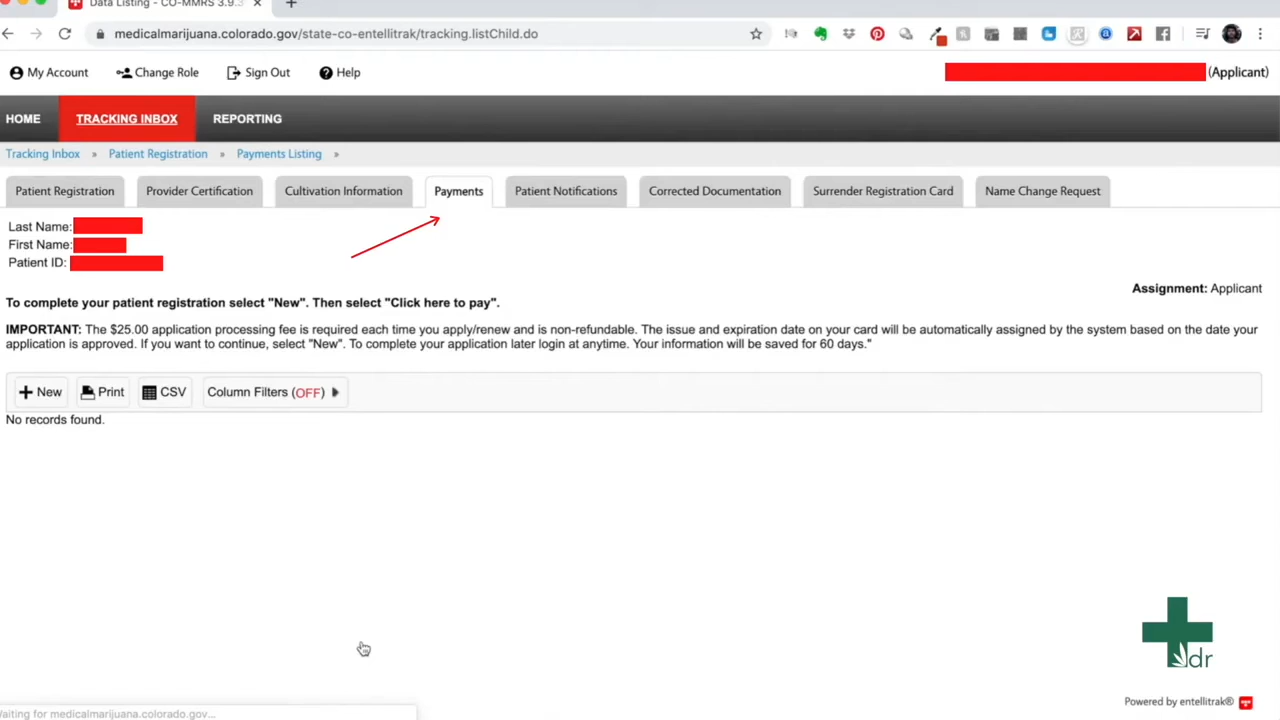 Data Listing - CO-MMRS 3.9.3
medicalmarijuana.colorado.gov/state-co-entellitrak/tracking.listChild.do
My Account Change Role Sign Out Help (Applicant)
HOME TRACKING INBOX REPORTING
Tracking Inbox » Patient Registration » Payments Listing »
Patient Registration Provider Certification Cultivation Information Payments Patient Notifications Corrected Documentation Surrender Registration Card Name Change Request
Last Name:
First Name:
Patient ID:
Assignment: Applicant
To complete your patient registration select "New". Then select "Click here to pay".
IMPORTANT: The $25.00 application processing fee is required each time you apply/renew and is non-refundable. The issue and expiration date on your card will be automatically assigned by the system based on the date your
application is approved. If you want to continue, select "New". To complete your application later login at anytime. Your information will be saved for 60 days."
New Print CSV Column Filters (OFF)
No records found.
dr
Powered by entellitrak®
Waiting for medicalmarijuana.colorado.gov...